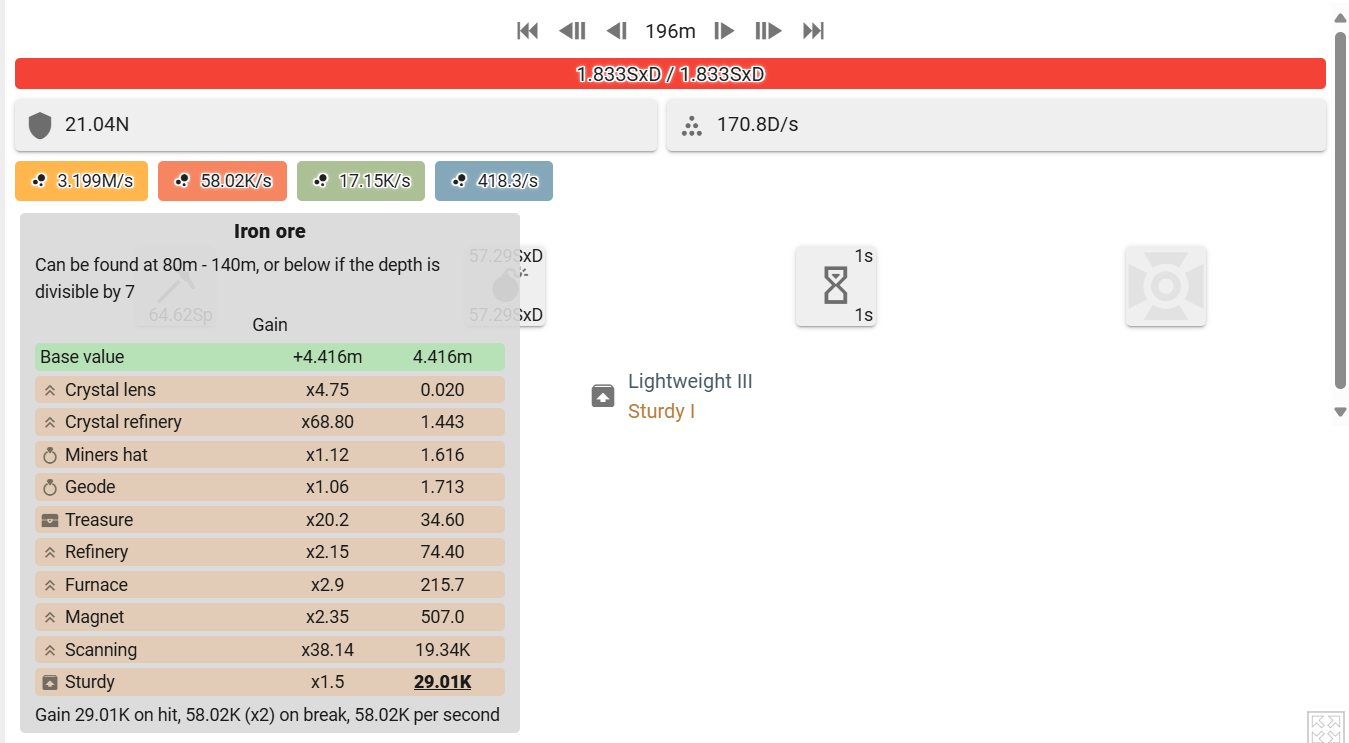 196m
1.833SxD / 1.833SxD
21.04N 170.8D/s
3.199M/s 58.02K/s 17.15K/s 418.3/s
Iron ore
Can be found at 80m - 140m, or below if the depth is
divisible by 7
Gain
Base value +4.416m 4.416m
Crystal lens x4.75 0.020
Crystal refinery x68.80 1.443
Miners hat x1.12 1.616
Geode x1.06 1.713
Treasure x20.2 34.60
Refinery x2.15 74.40
Furnace x2.9 215.7
Magnet x2.35 507.0
Scanning x38.14 19.34K
Sturdy x1.5 29.01K
Gain 29.01K on hit, 58.02K (x2) on break, 58.02K per second
64.62Sp
57.29SxD
57.29SxD
1s
1s
Lightweight III
Sturdy I